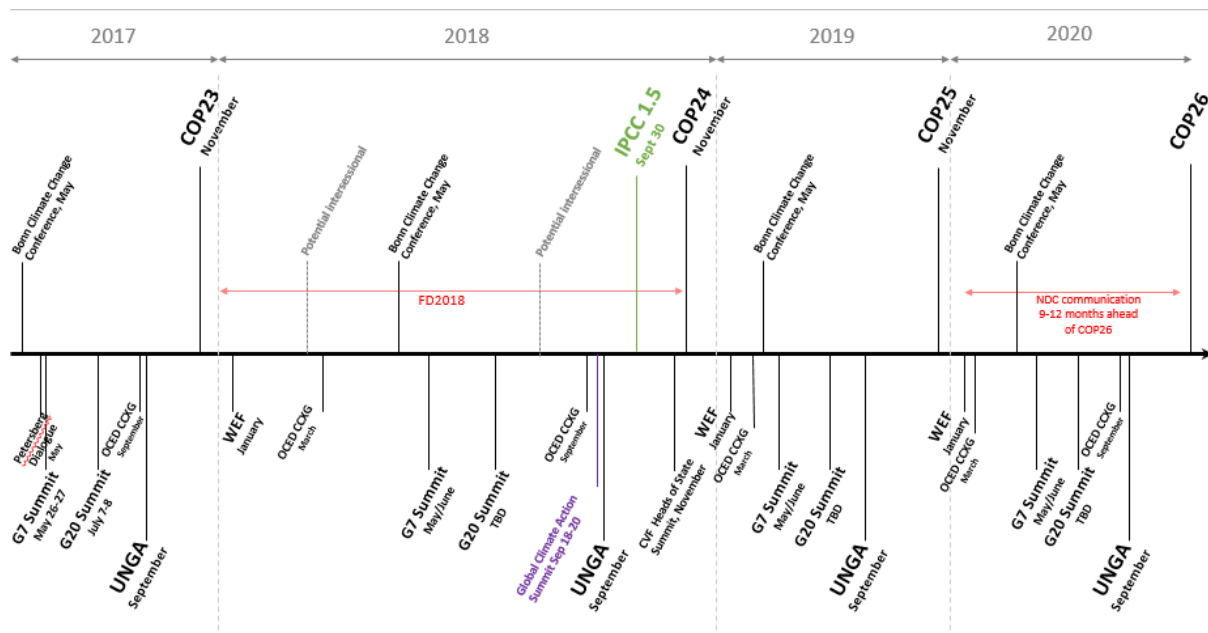 2017
2018
2019
2020
Bonn Climate Change
Conference, May
COP23
November
Potential intersessional
Bonn Climate Change
Conference, May
Potential intersessional
IPCC 1.5
Sept 30
COP24
November
Bonn Climate Change
Conference, May
COP25
November
Bonn Climate Change
Conference, May
COP26
FD2018
NDC communication
9-12 months ahead
of COP26
Petersberg
Dialogue
May
G7 Summit
May 26-27
G20 Summit
July 7-8
OCED CCXG
September
UNGA
September
WEF
January
OCED CCXG
March
G7 Summit
May/June
G20 Summit
TBD
OCED CCXG
September
Global Climate Action
Summit Sep 18-20
UNGA
September
CVF Heads of State
Summit, November
WEF
January
OCED CCXG
March
G7 Summit
May/June
G20 Summit
TBD
UNGA
September
WEF
January
OCED CCXG
March
G7 Summit
May/June
G20 Summit
TBD
OCED CCXG
September
UNGA
September